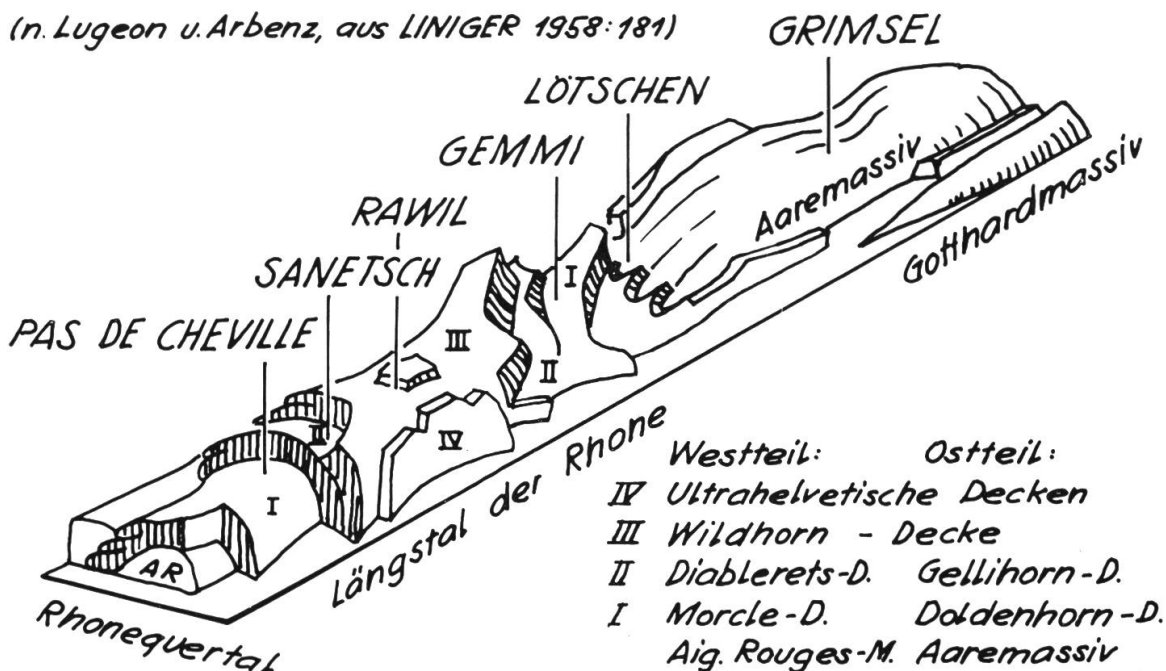 (n. Lugeon u. Arbenz, aus LINIGER 1958:181)
GRIMSEL
LÖTSCHEN
GEMMI
RAWIL
SANETSCH
PAS DE CHEVILLE
Aaremassiv
Gotthardmassiv
I
III
II
II
IV
I
AR
Längstal der Rhone
Rhonequertal
Westteil: Ostteil:
IV Ultrahelvetische Decken
III Wildhorn - Decke
II Diablerets-D. Gellihorn-D.
I Morcle-D. Doldenhorn-D.
Aig. Rouges-M. Aaremassiv